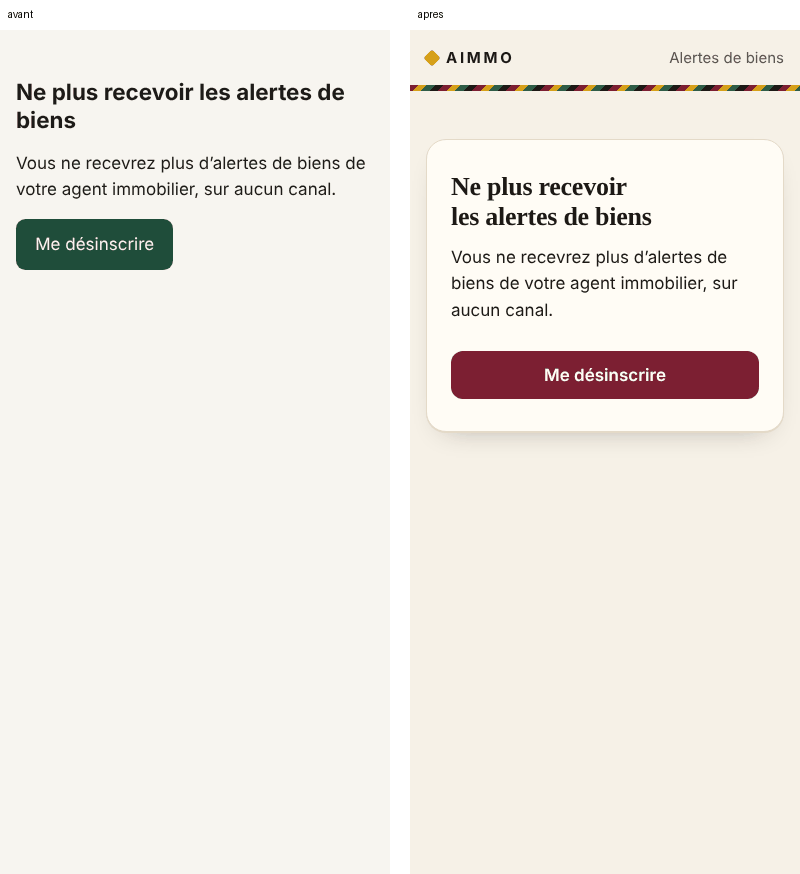 avant
Ne plus recevoir les alertes de
biens
Vous ne recevrez plus d’alertes de biens de
votre agent immobilier, sur aucun canal.
Me désinscrire
apres
AIMMO
Alertes de biens
Ne plus recevoir
les alertes de biens
Vous ne recevrez plus d’alertes de
biens de votre agent immobilier, sur
aucun canal.
Me désinscrire